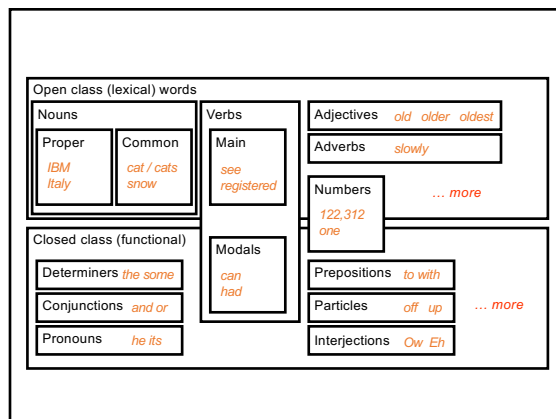 Open class (lexical) words
Nouns
Verbs
Adjectives old older oldest
Proper
Common
Main
Adverbs slowly
IBM
Italy
cat / cats
snow
see
registered
Numbers
122,312
one
… more
Closed class (functional)
Modals
can
had
Determiners the some
Prepositions to with
Conjunctions and or
Particles off up
… more
Pronouns he its
Interjections Ow Eh